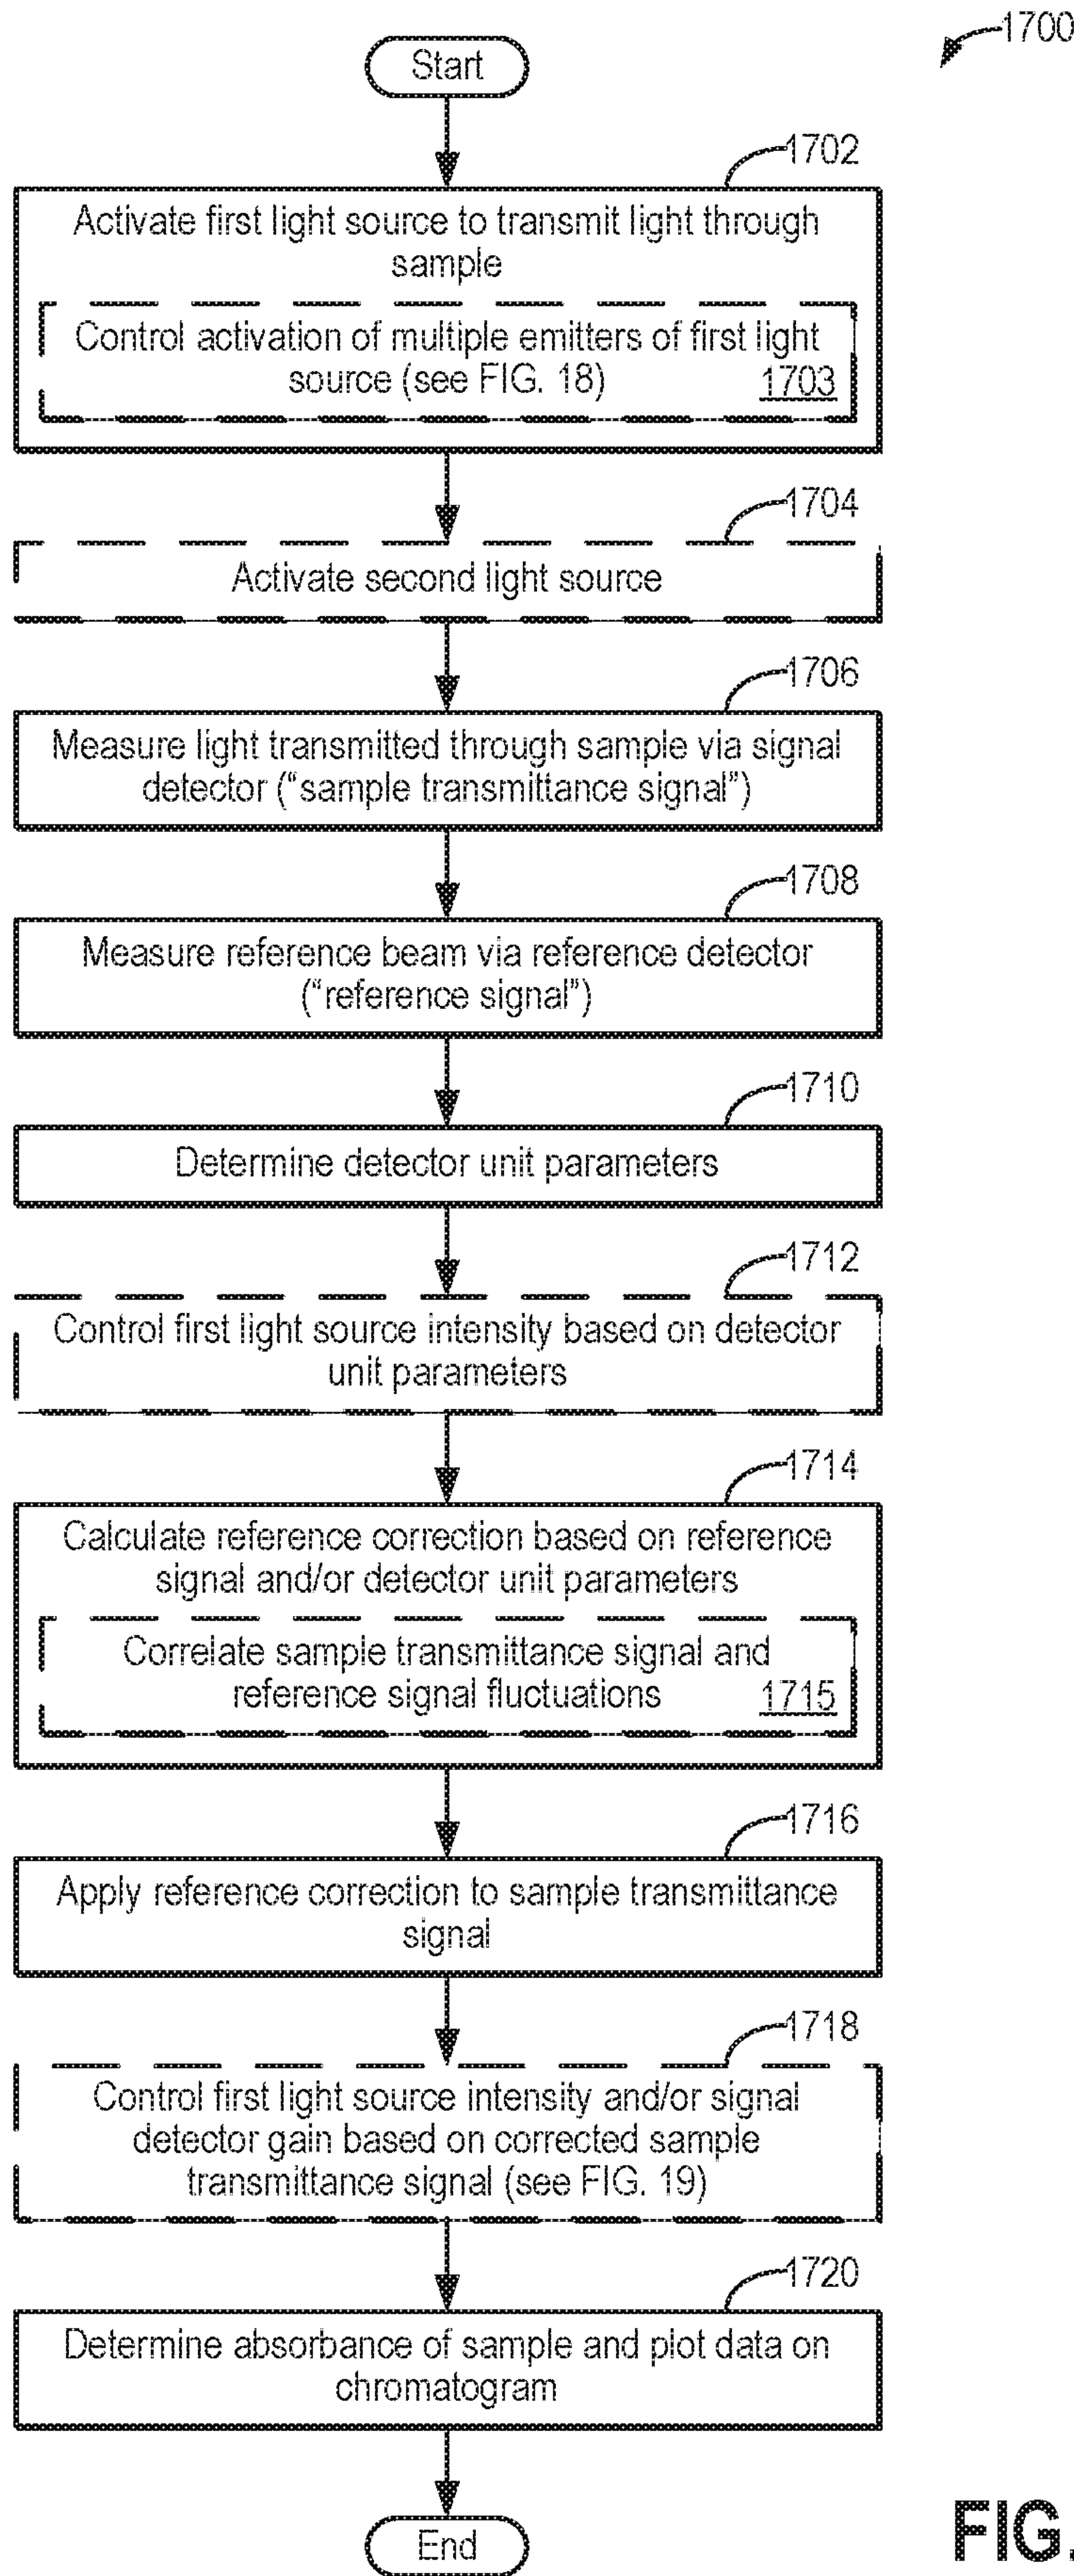 1700
Start
1702
Activate first light source to transmit light through
sample
Control activation of multiple emitters of first light
source (see FIG. 18)
1703
1704
Activate second light source
1706
Measure light transmitted through sample via signal
detector (“sample transmittance signal”)
1708
Measure reference beam via reference detector
(“reference signal”)
1710
Determine detector unit parameters
1712
Control first light source intensity based on detector
unit parameters
1714
Calculate reference correction based on reference
signal and/or detector unit parameters
Correlate sample transmittance signal and
reference signal fluctuations
1715
1716
Apply reference correction to sample transmittance
signal
1718
Control first light source intensity and/or signal
detector gain based on corrected sample
transmittance signal (see FIG. 19)
1720
Determine absorbance of sample and plot data on
chromatogram
End
FIG.